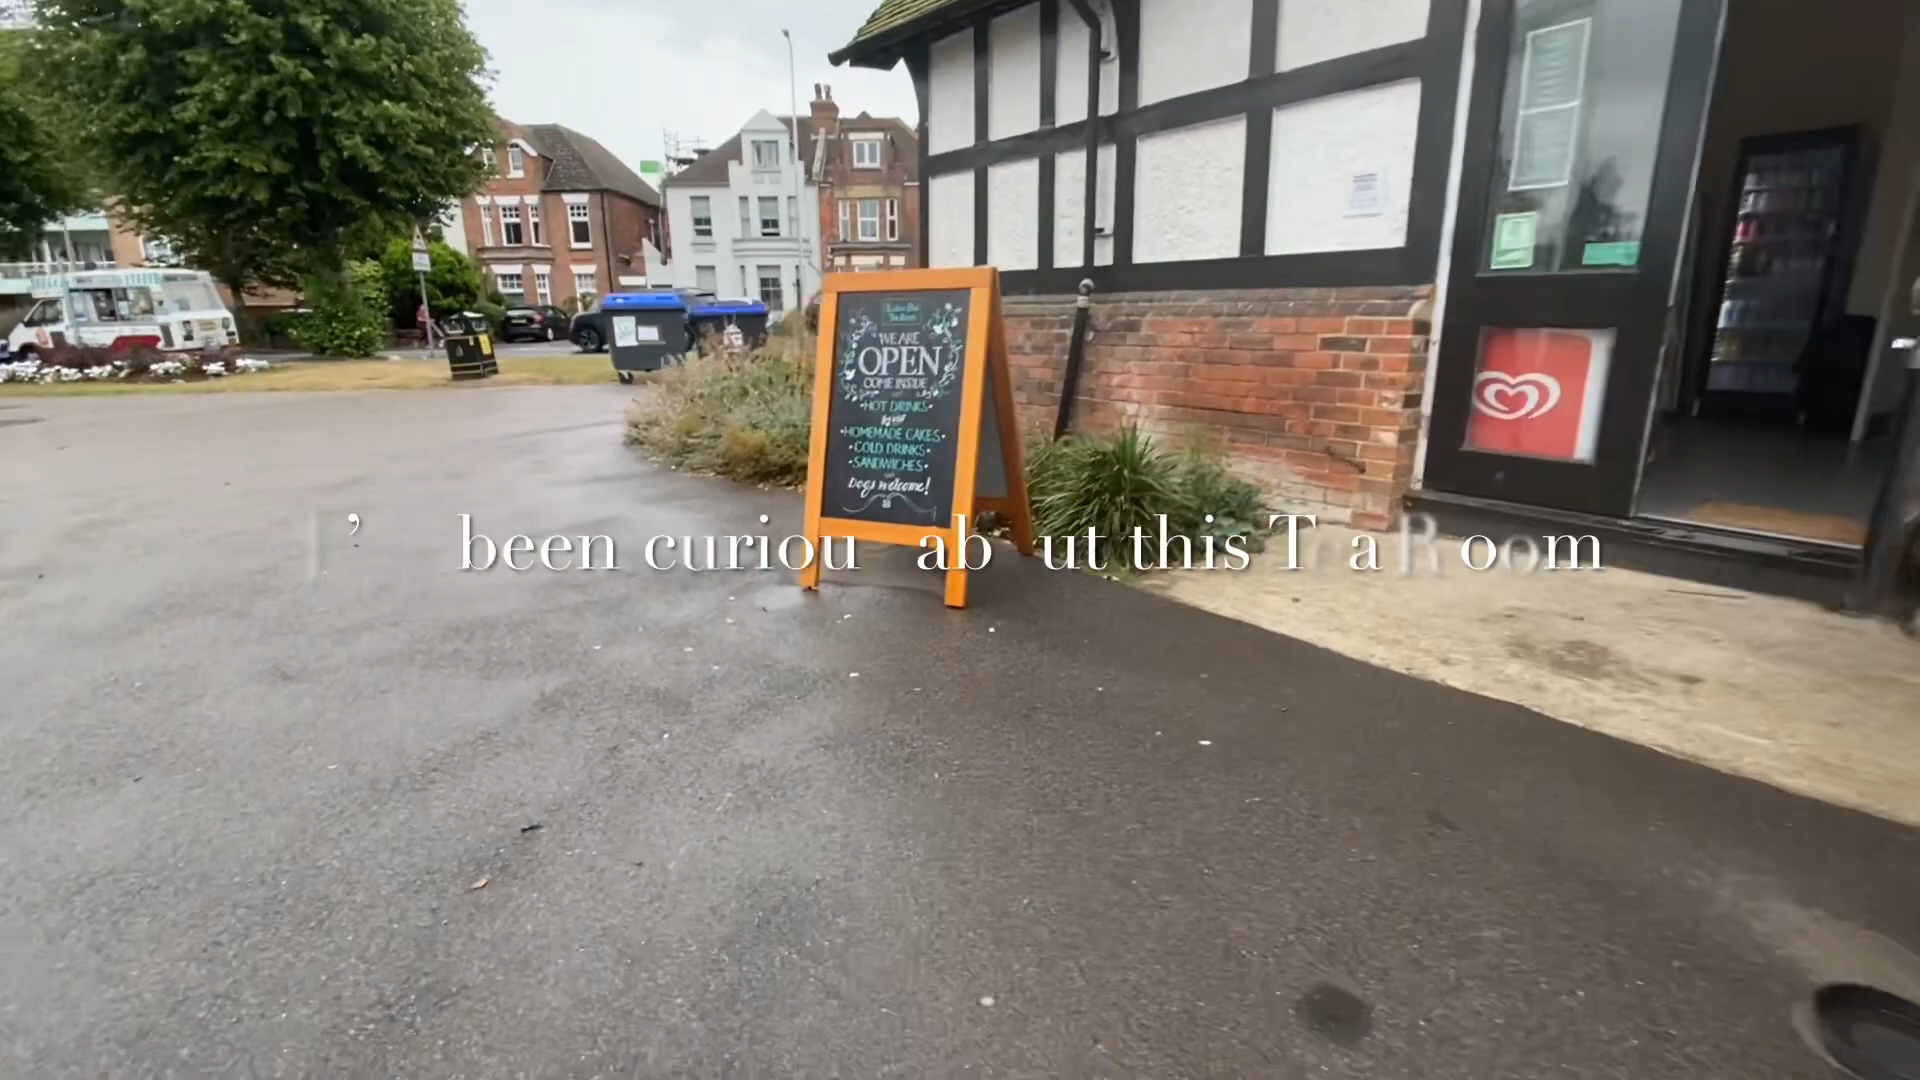 WE ARE
OPEN
COME INSIDE
•HOT DRINKS•
•HOMEMADE CAKES•
•COLD DRINKS•
•SANDWICHES•
Dogs welcome!
I’ been curiou ab ut this T a R oom